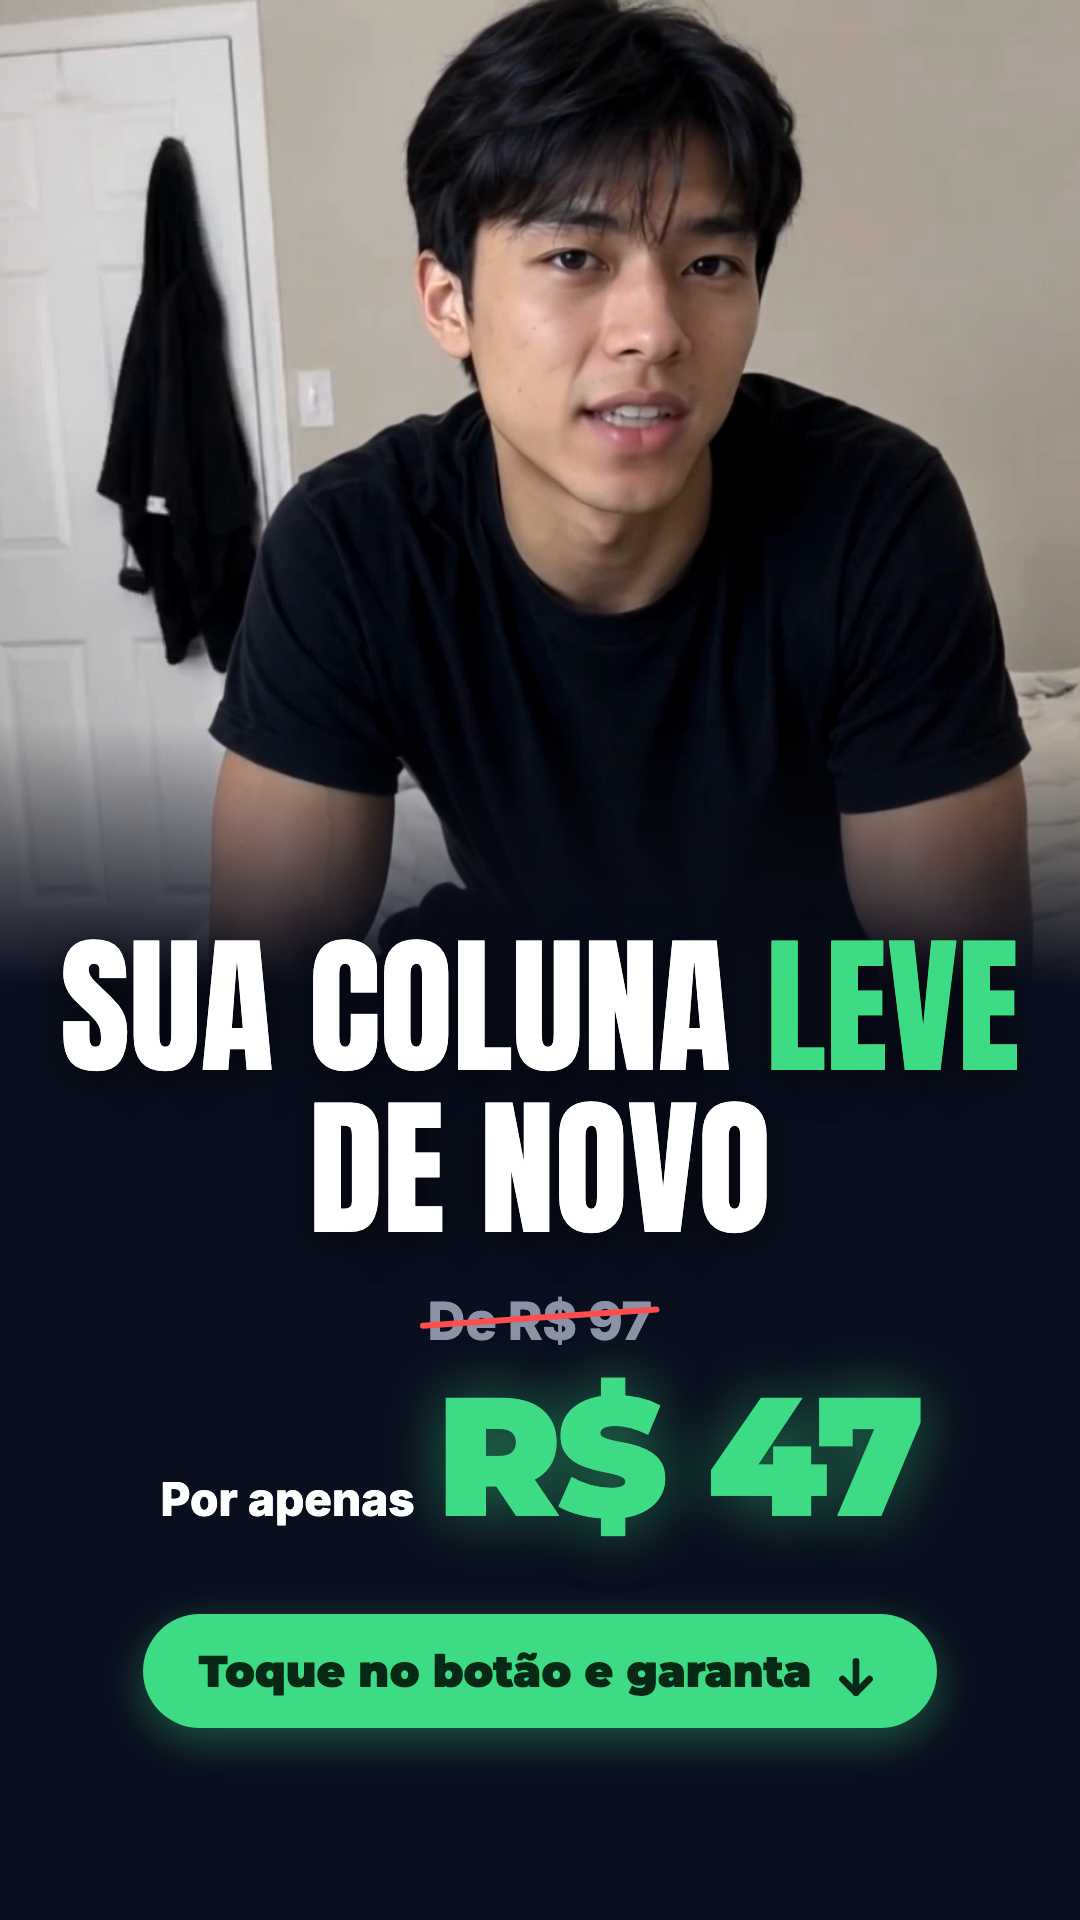 SUA COLUNA LEVE
DE NOVO
De R$ 97
Por apenas R$ 47
Toque no botão e garanta ↓